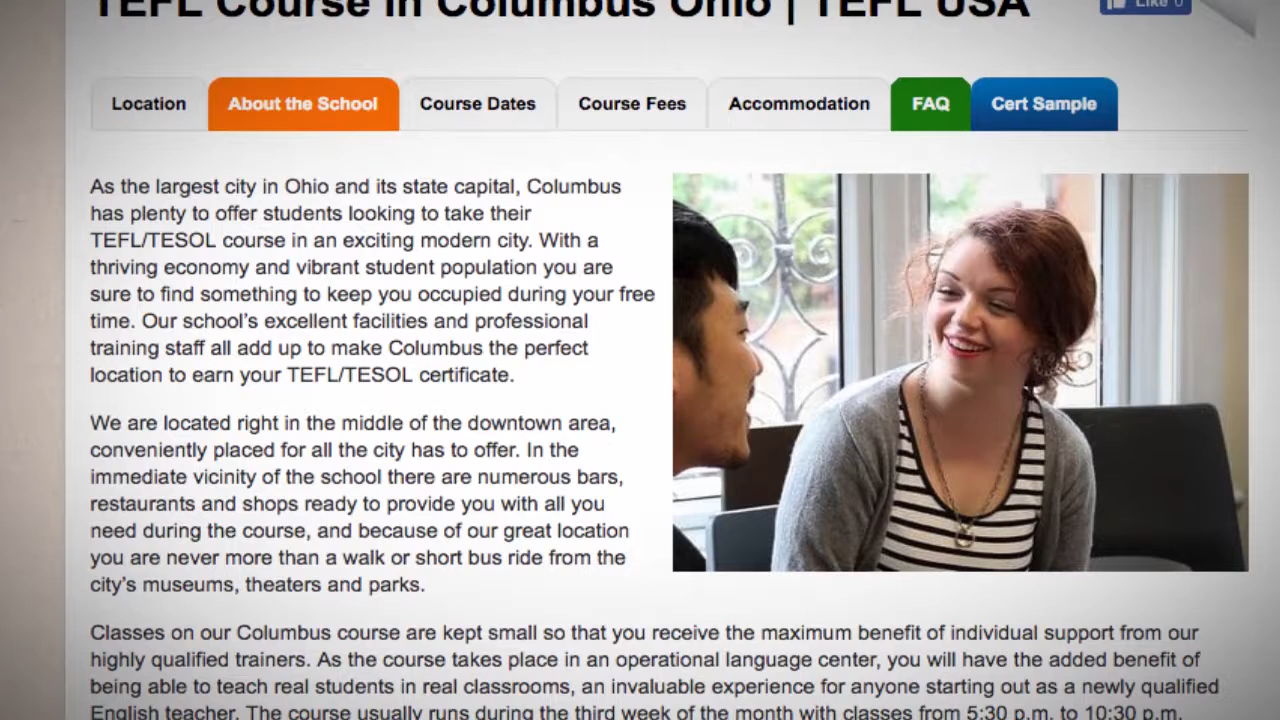 TEFL Course in Columbus Ohio | TEFL USA
Like 0
Location About the School Course Dates Course Fees Accommodation FAQ Cert Sample
As the largest city in Ohio and its state capital, Columbus
has plenty to offer students looking to take their
TEFL/TESOL course in an exciting modern city. With a
thriving economy and vibrant student population you are
sure to find something to keep you occupied during your free
time. Our school's excellent facilities and professional
training staff all add up to make Columbus the perfect
location to earn your TEFL/TESOL certificate.
We are located right in the middle of the downtown area,
conveniently placed for all the city has to offer. In the
immediate vicinity of the school there are numerous bars,
restaurants and shops ready to provide you with all you
need during the course, and because of our great location
you are never more than a walk or short bus ride from the
city's museums, theaters and parks.
Classes on our Columbus course are kept small so that you receive the maximum benefit of individual support from our
highly qualified trainers. As the course takes place in an operational language center, you will have the added benefit of
being able to teach real students in real classrooms, an invaluable experience for anyone starting out as a newly qualified
English teacher. The course usually runs during the third week of the month with classes from 5:30 p.m. to 10:30 p.m.